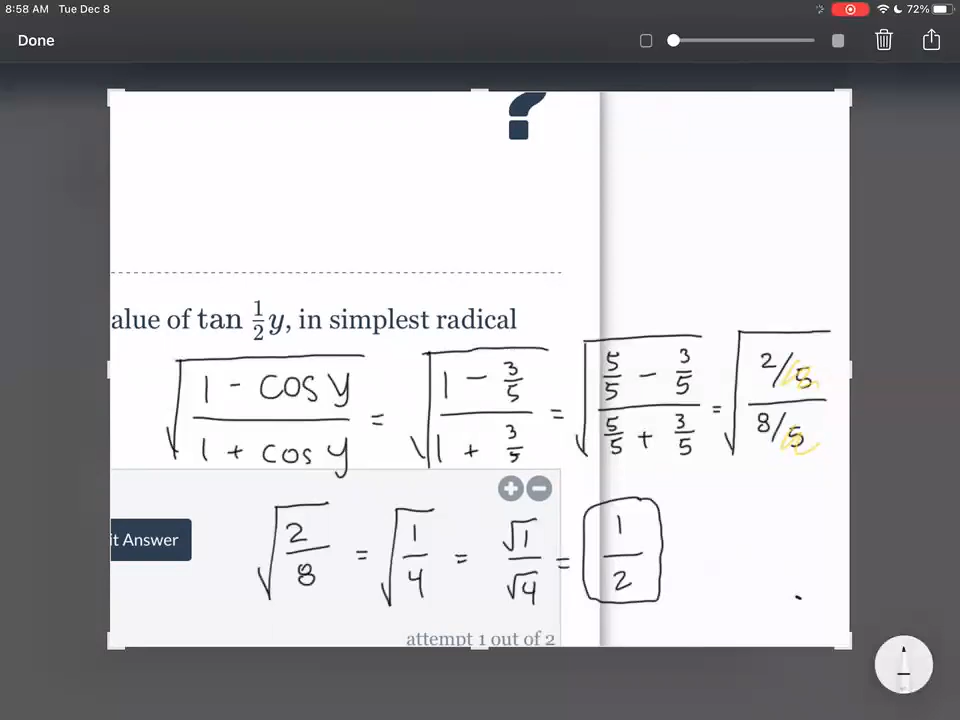 8:58 AM Tue Dec 8 72%
Done
?
alue of tan 1/2 y, in simplest radical
√((1 - cos y)/(1 + cos y)) = √((1 - 3/5)/(1 + 3/5)) = √((5/5 - 3/5)/(5/5 + 3/5)) = √((2/5)/(8/5))
√(2/8) = √(1/4) = √1/√4 = 1/2
it Answer
attempt 1 out of 2